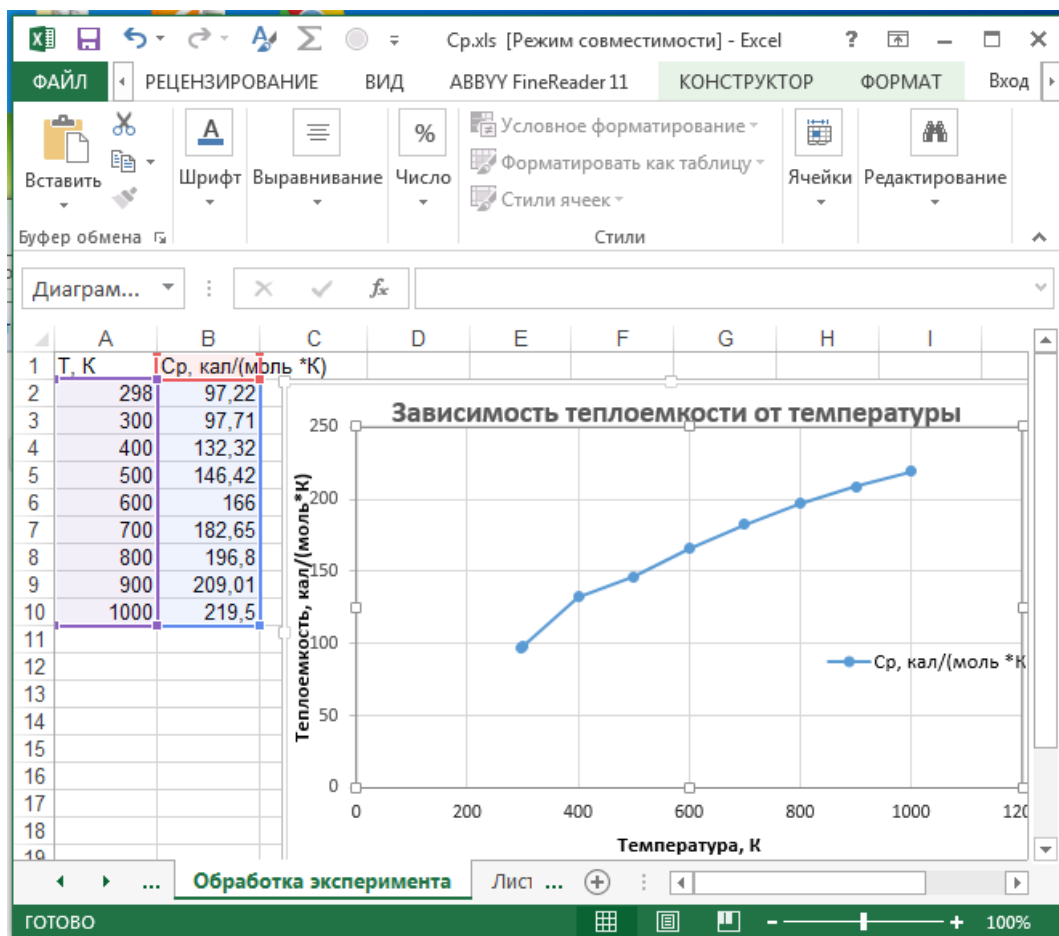 Cp.xls [Режим совместимости] - Excel ?
ФАЙЛ РЕЦЕНЗИРОВАНИЕ ВИД ABBYY FineReader 11 КОНСТРУКТОР ФОРМАТ Вход
Вставить
Буфер обмена
Шрифт
Выравнивание
%
Число
Условное форматирование
Форматировать как таблицу
Стили ячеек
Стили
Ячейки
Редактирование
Диаграм... fx
A B C D E F G H I
1 T, К Cp, кал/(моль *К)
2 298 97,22
3 300 97,71
4 400 132,32
5 500 146,42
6 600 166
7 700 182,65
8 800 196,8
9 900 209,01
10 1000 219,5
11
12
13
14
15
16
17
18
19
Зависимость теплоемкости от температуры
Теплоемкость, кал/(моль*К)
250
200
150
100
50
0
0 200 400 600 800 1000 120
Ср, кал/(моль *К
Температура, К
... Обработка эксперимента Лист ...
ГОТОВО 100%